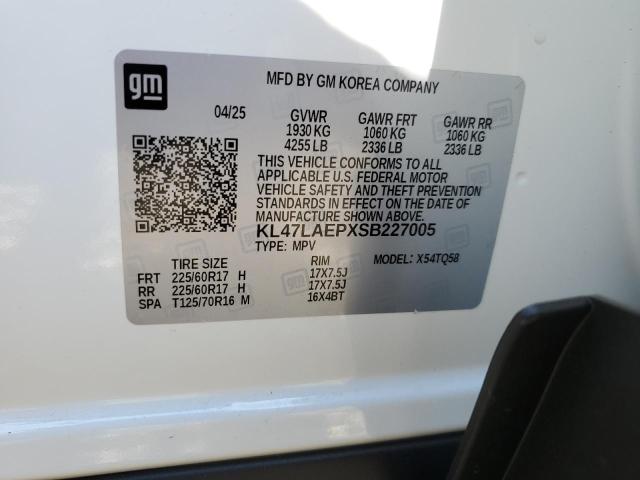 gm
MFD BY GM KOREA COMPANY
04/25 GVWR GAWR FRT GAWR RR
1930 KG 1060 KG 1060 KG
4255 LB 2336 LB 2336 LB
THIS VEHICLE CONFORMS TO ALL
APPLICABLE U.S. FEDERAL MOTOR
VEHICLE SAFETY AND THEFT PREVENTION
STANDARDS IN EFFECT ON THE DATE OF
MANUFACTURE SHOWN ABOVE.
KL47LAEPXSB227005
TYPE: MPV MODEL: X54TQ58
TIRE SIZE RIM
FRT 225/60R17 H 17X7.5J
RR 225/60R17 H 17X7.5J
SPA T125/70R16 M 16X4BT